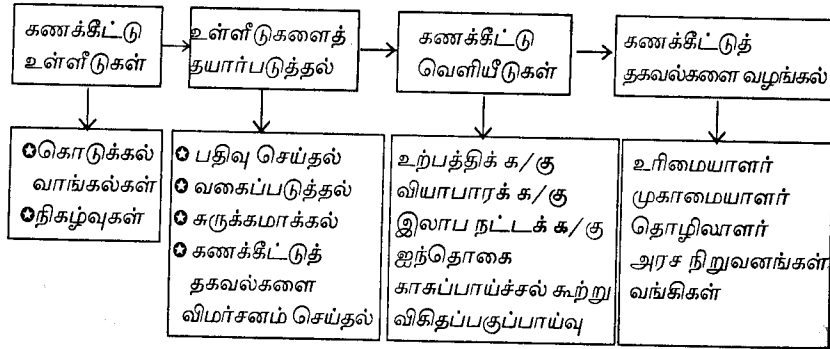 கணக்கீட்டு
உள்ளீடுகள்
உள்ளீடுகளைத்
தயார்படுத்தல்
கணக்கீட்டு
வெளியீடுகள்
கணக்கீட்டுத்
தகவல்களை வழங்கல்
✪கொடுக்கல்
வாங்கல்கள்
✪நிகழ்வுகள்
✪ பதிவு செய்தல்
✪ வகைப்படுத்தல்
✪ சுருக்கமாக்கல்
✪ கணக்கீட்டுத்
தகவல்களை
விமர்சனம் செய்தல்
உற்பத்திக் க/கு
வியாபாரக் க/கு
இலாப நட்டக் க/கு
ஐந்தொகை
காசுப்பாய்ச்சல் கூற்று
விகிதப்பகுப்பாய்வு
உரிமையாளர்
முகாமையாளர்
தொழிலாளர்
அரச நிறுவனங்கள்
வங்கிகள்